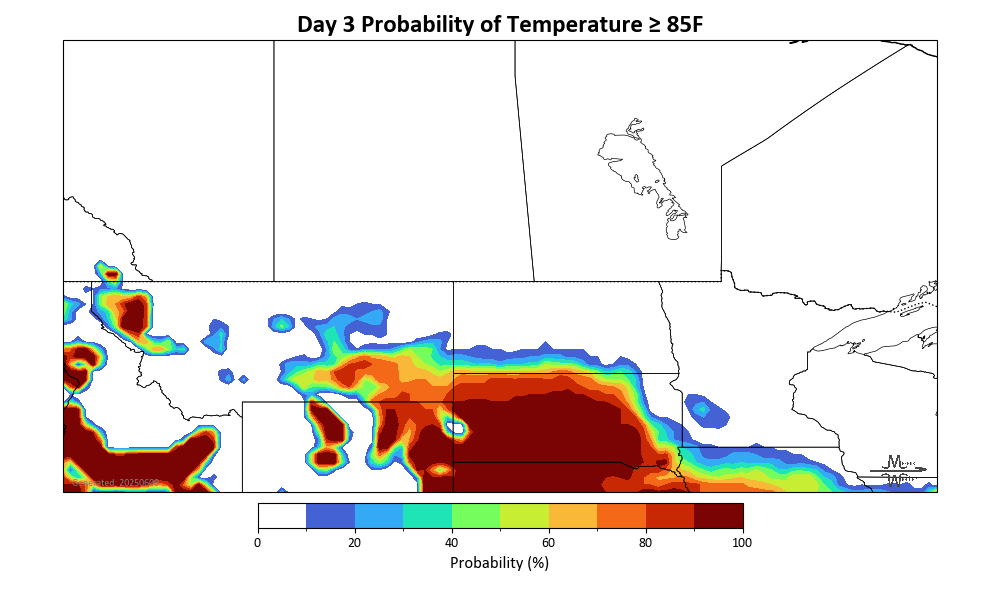 Day 3 Probability of Temperature ≥ 85F
M
W
0 20 40 60 80 100
Probability (%)